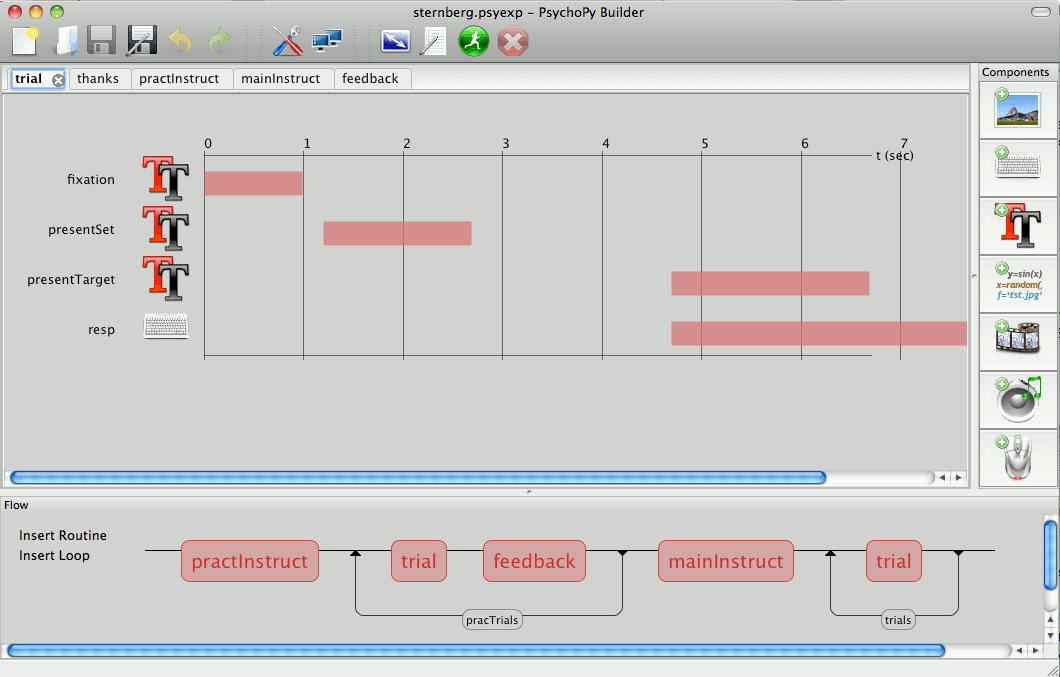 sternberg.psyexp - PsychoPy Builder
trial thanks practInstruct mainInstruct feedback
Components
0 1 2 3 4 5 6 7
t (sec)
fixation
presentSet
presentTarget
resp
y=sin(x)
x=random(,
f='tst.jpg'
Flow
Insert Routine
Insert Loop
practInstruct trial feedback mainInstruct trial
pracTrials trials